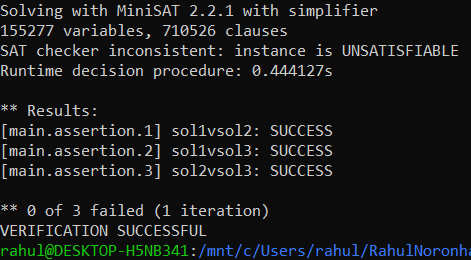 Solving with MiniSAT 2.2.1 with simplifier
155277 variables, 710526 clauses
SAT checker inconsistent: instance is UNSATISFIABLE
Runtime decision procedure: 0.444127s
** Results:
[main.assertion.1] sol1vsol2: SUCCESS
[main.assertion.2] sol1vsol3: SUCCESS
[main.assertion.3] sol2vsol3: SUCCESS
** 0 of 3 failed (1 iteration)
VERIFICATION SUCCESSFUL
rahul@DESKTOP-H5NB341:/mnt/c/Users/rahul/RahulNoronha